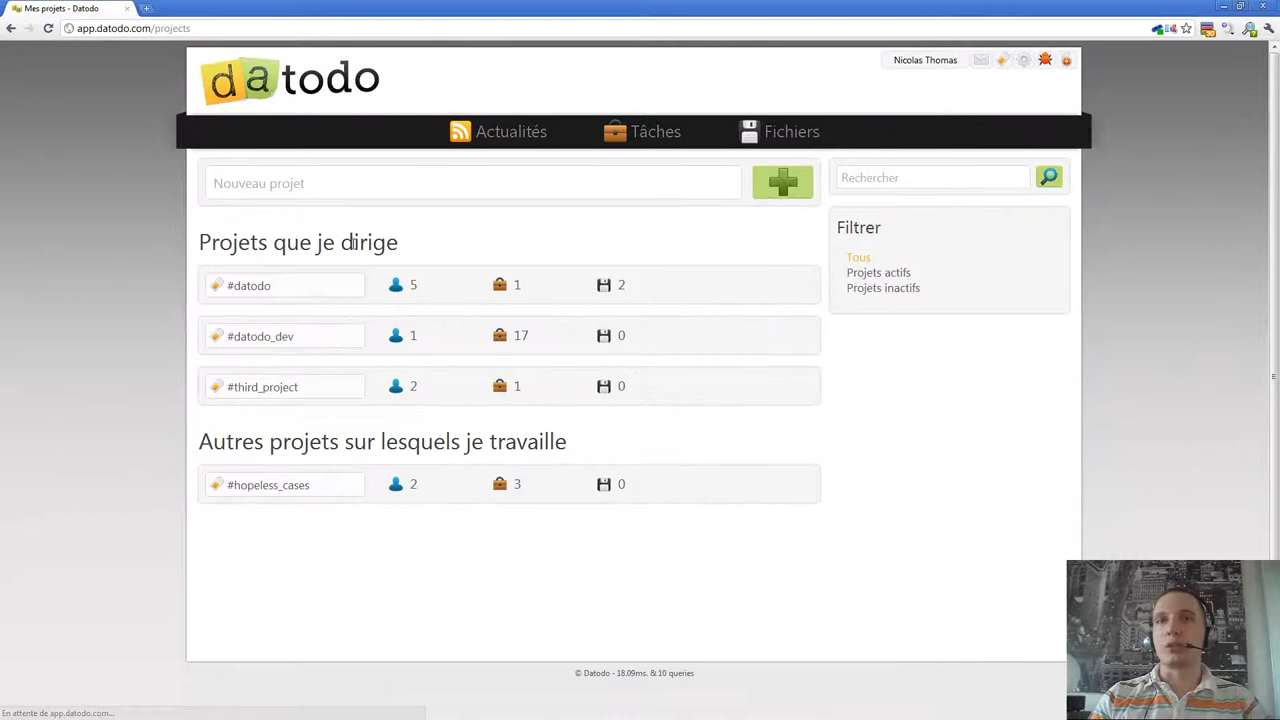 Mes projets - Datodo
app.datodo.com/projects
datodo
Nicolas Thomas
Actualités
Tâches
Fichiers
Nouveau projet
Rechercher
Projets que je dirige
#datodo 5 1 2
#datodo_dev 1 17 0
#third_project 2 1 0
Autres projets sur lesquels je travaille
#hopeless_cases 2 3 0
Filtrer
Tous
Projets actifs
Projets inactifs
© Datodo - 18.09ms. & 10 queries
En attente de app.datodo.com...